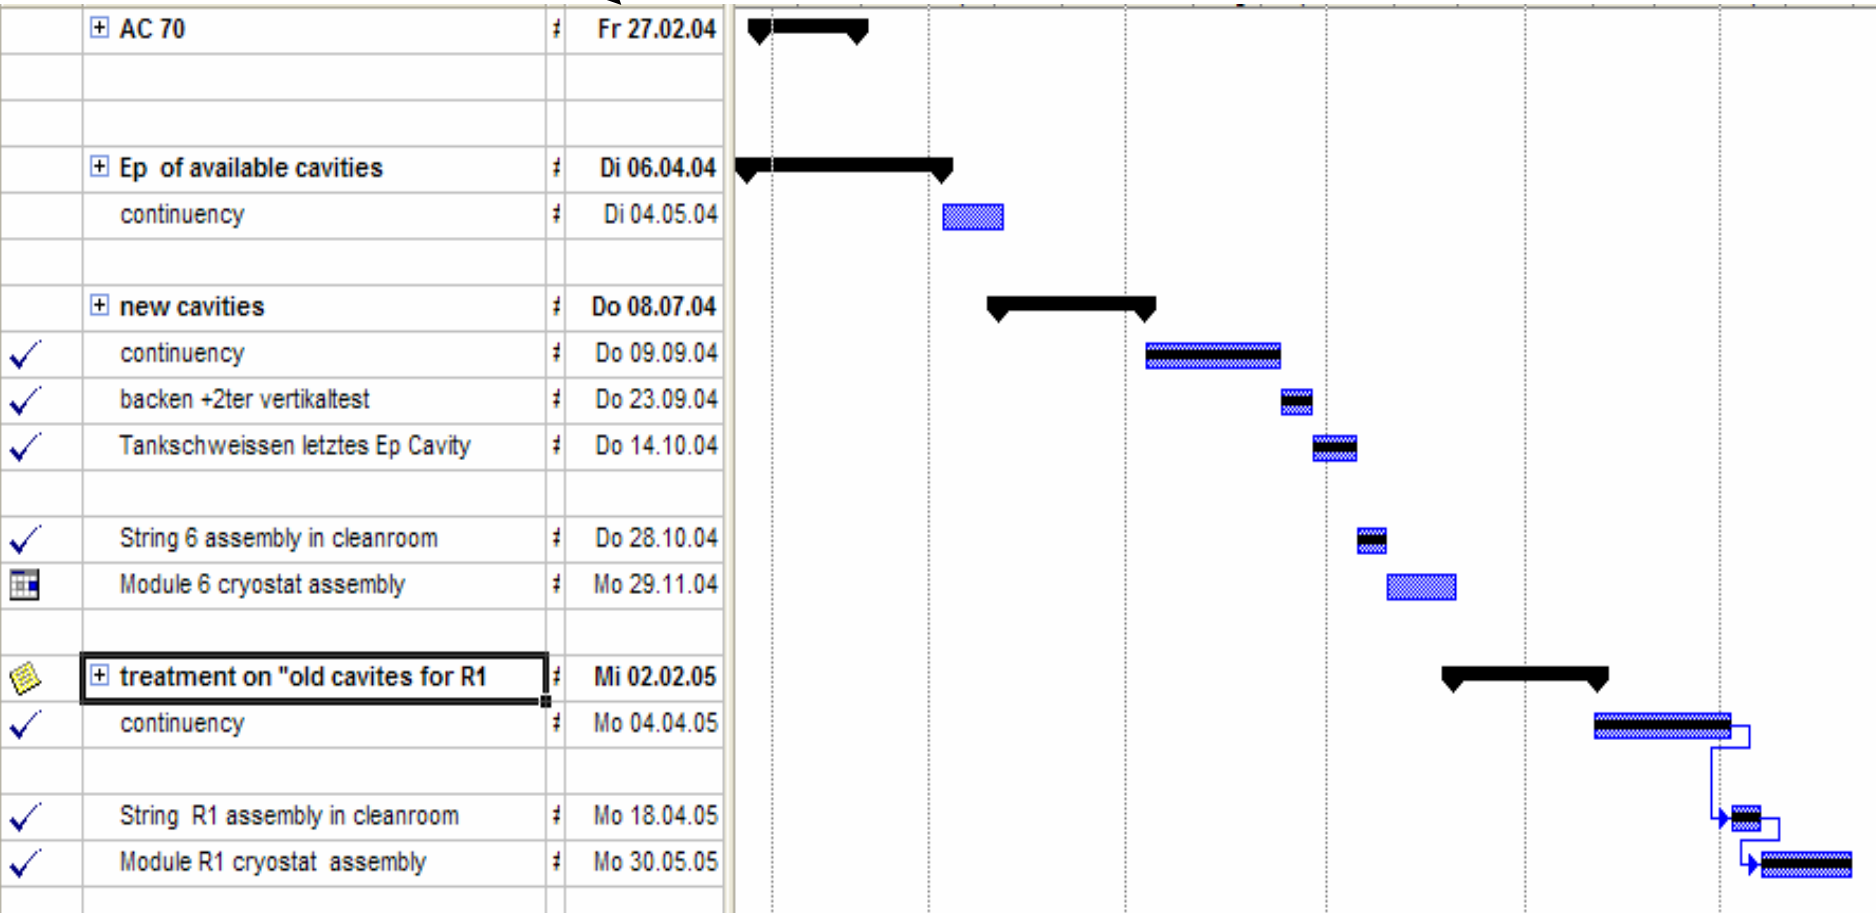 AC 70 Fr 27.02.04
Ep of available cavities Di 06.04.04
continuency Di 04.05.04
new cavities Do 08.07.04
continuency Do 09.09.04
backen +2ter vertikaltest Do 23.09.04
Tankschweissen letztes Ep Cavity Do 14.10.04
String 6 assembly in cleanroom Do 28.10.04
Module 6 cryostat assembly Mo 29.11.04
treatment on "old cavites for R1 Mi 02.02.05
continuency Mo 04.04.05
String R1 assembly in cleanroom Mo 18.04.05
Module R1 cryostat assembly Mo 30.05.05